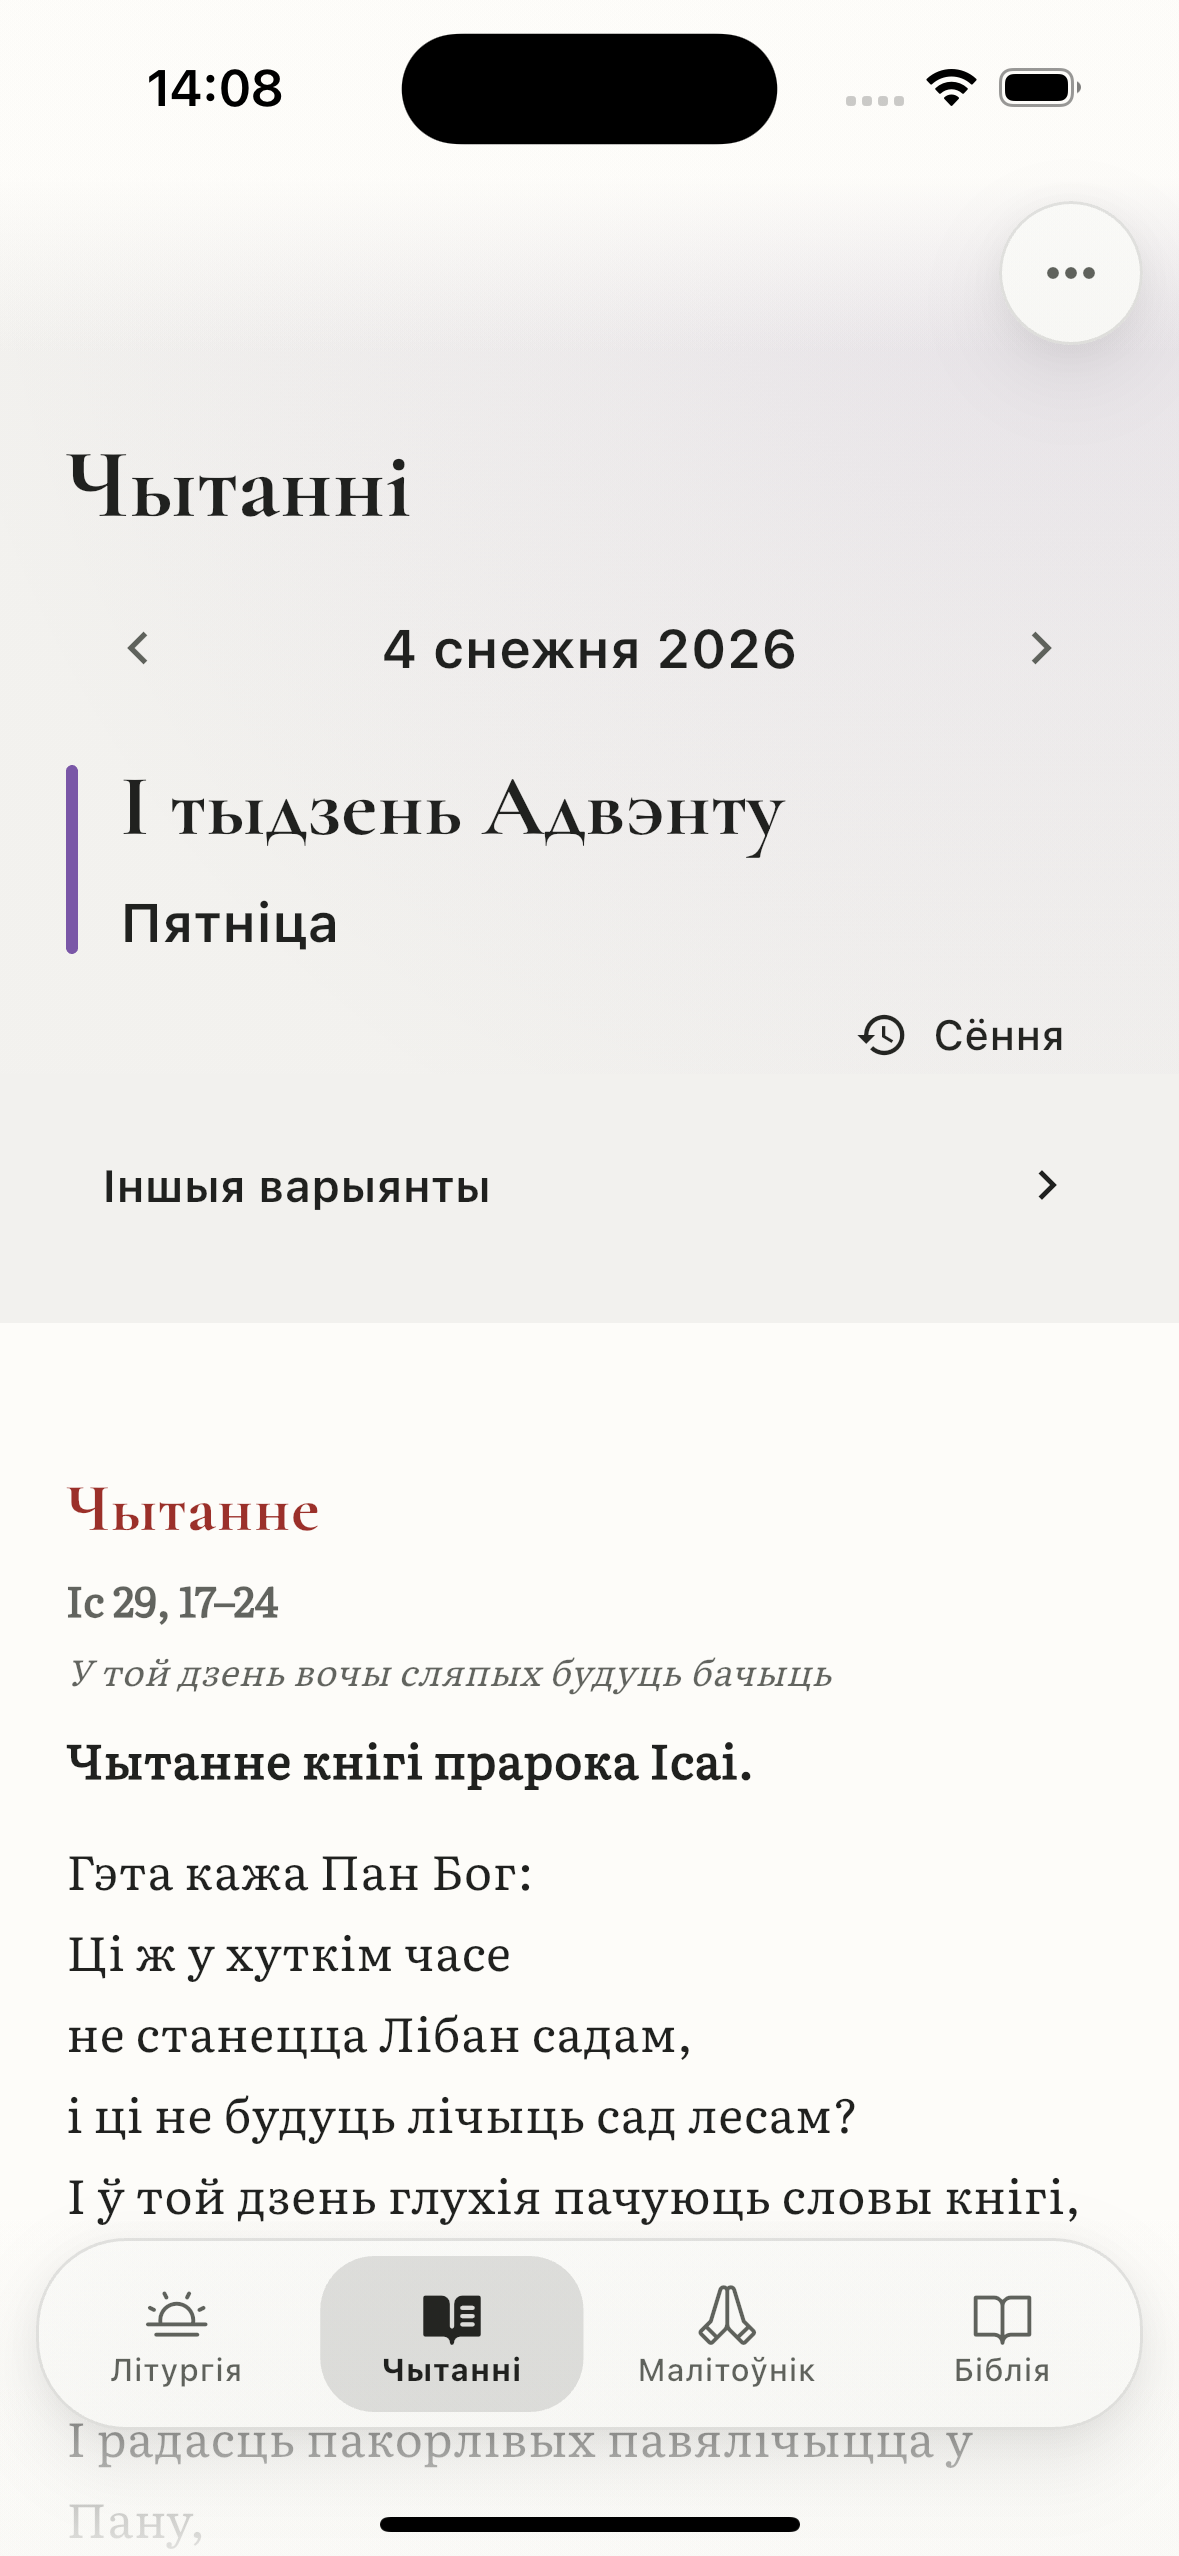 14:08
Чытанні
4 снежня 2026
I тыдзень Адвэнту
Пятніца
Сёння
Іншыя варыянты
Чытанне
Іс 29, 17–24
У той дзень вочы сляпых будуць бачыць
Чытанне кнігі прарока Ісаі.
Гэта кажа Пан Бог:
Ці ж у хуткім часе
не станецца Лібан садам,
і ці не будуць лічыць сад лесам?
І ў той дзень глухія пачуюць словы кнігі,
Літургія
Чытанні
Малітоўнік
Біблія
І радасць пакорлівых павялічыцца у
Пану,